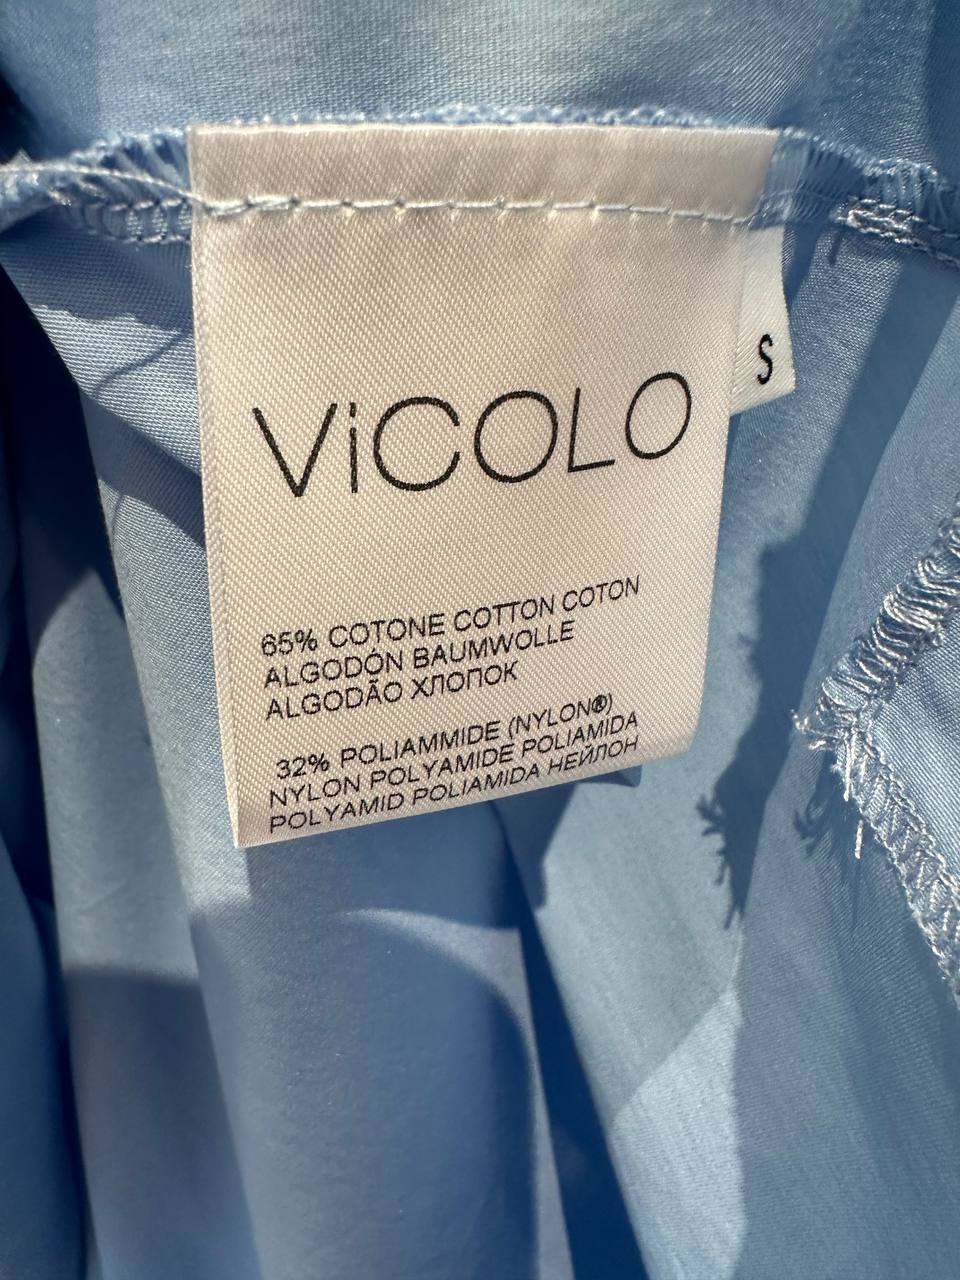 ViCOLO
S
65% COTONE COTTON COTON
ALGODÓN BAUMWOLLE
ALGODÃO ХЛОПОК
32% POLIAMMIDE (NYLON®)
NYLON POLYAMIDE POLIAMIDA
POLYAMID POLIAMIDA НЕЙЛОН